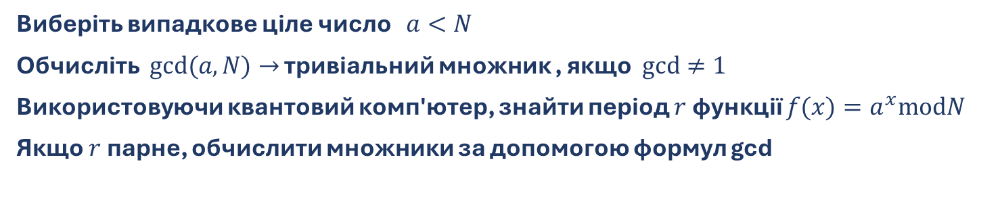 Виберіть випадкове ціле число a < N
Обчисліть gcd(a, N) → тривіальний множник , якщо gcd ≠ 1
Використовуючи квантовий комп'ютер, знайти період r функції f(x) = aˣmodN
Якщо r парне, обчислити множники за допомогою формул gcd